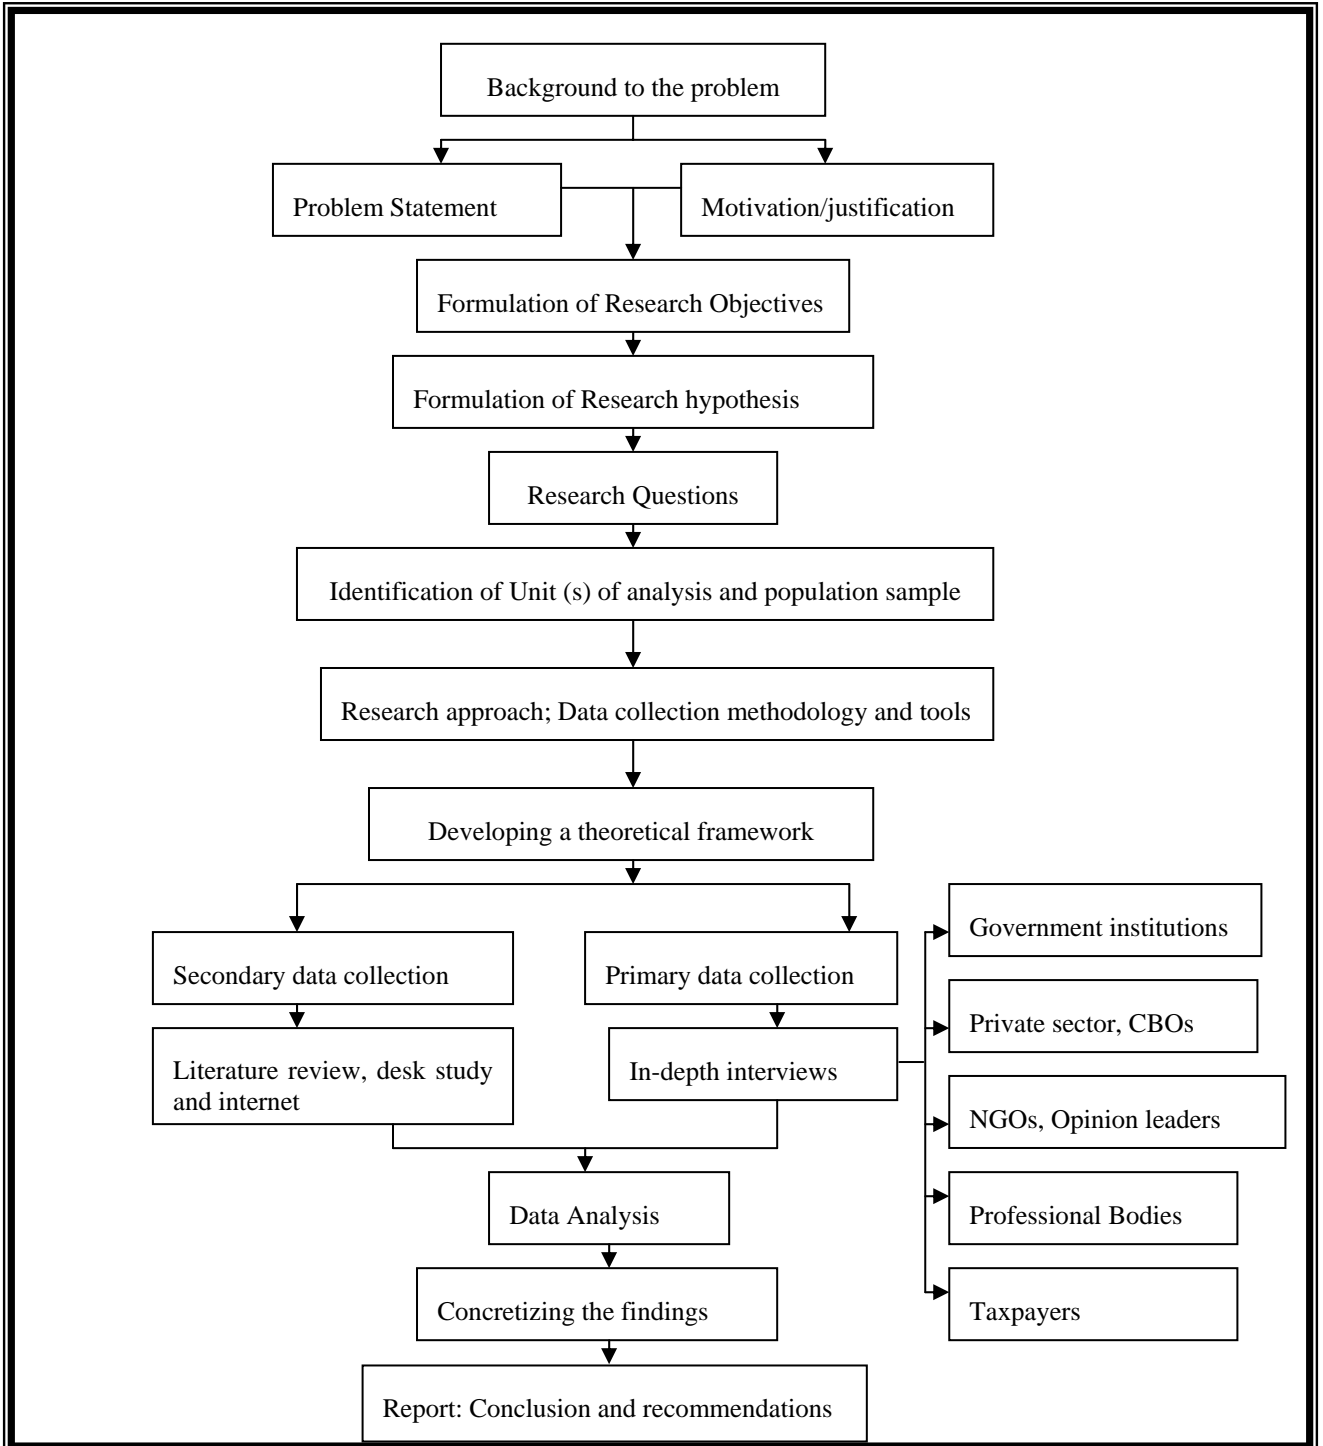 Background to the problem
Problem Statement
Motivation/justification
Formulation of Research Objectives
Formulation of Research hypothesis
Research Questions
Identification of Unit (s) of analysis and population sample
Research approach; Data collection methodology and tools
Developing a theoretical framework
Secondary data collection
Primary data collection
Literature review, desk study
and internet
In-depth interviews
Government institutions
Private sector, CBOs
NGOs, Opinion leaders
Professional Bodies
Taxpayers
Data Analysis
Concretizing the findings
Report: Conclusion and recommendations